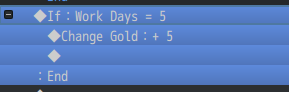 ◆If：Work Days = 5
◆Change Gold：+ 5
◆
：End